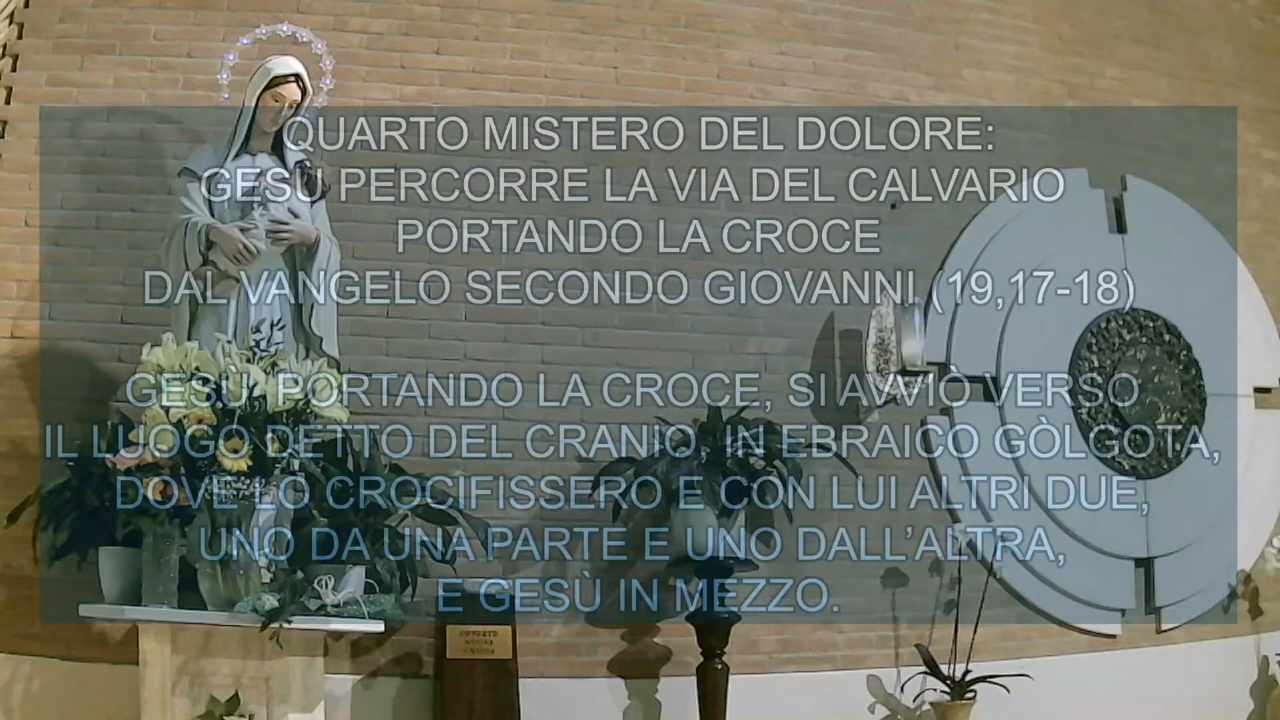 QUARTO MISTERO DEL DOLORE:
GESÙ PERCORRE LA VIA DEL CALVARIO
PORTANDO LA CROCE
DAL VANGELO SECONDO GIOVANNI (19,17-18)
GESÙ, PORTANDO LA CROCE, SI AVVIÒ VERSO
IL LUOGO DETTO DEL CRANIO, IN EBRAICO GÒLGOTA,
DOVE LO CROCIFISSERO E CON LUI ALTRI DUE,
UNO DA UNA PARTE E UNO DALL'ALTRA,
E GESÙ IN MEZZO.
OFFERTE
NUOVA
CHIESA